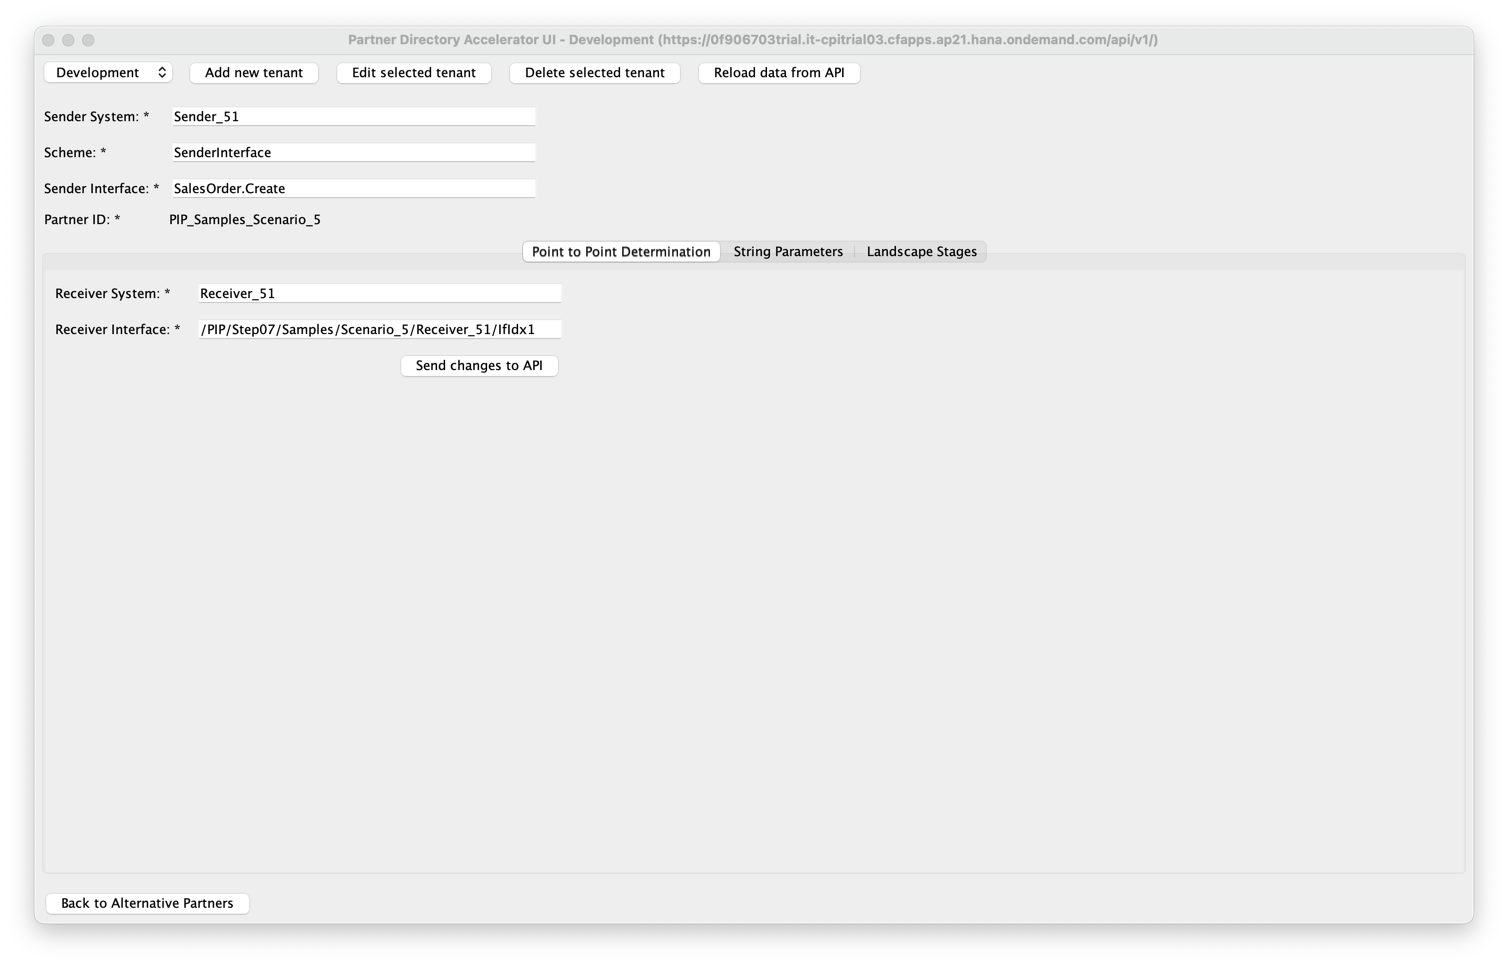 Partner Directory Accelerator UI - Development (https://0f906703trial.it-cpitrial03.cfapps.ap21.hana.ondemand.com/api/v1/)
Development Add new tenant Edit selected tenant Delete selected tenant Reload data from API
Sender System: * Sender_51
Scheme: * SenderInterface
Sender Interface: * SalesOrder.Create
Partner ID: * PIP_Samples_Scenario_5
Point to Point Determination String Parameters Landscape Stages
Receiver System: * Receiver_51
Receiver Interface: * /PIP/Step07/Samples/Scenario_5/Receiver_51/IfIdx1
Send changes to API
Back to Alternative Partners